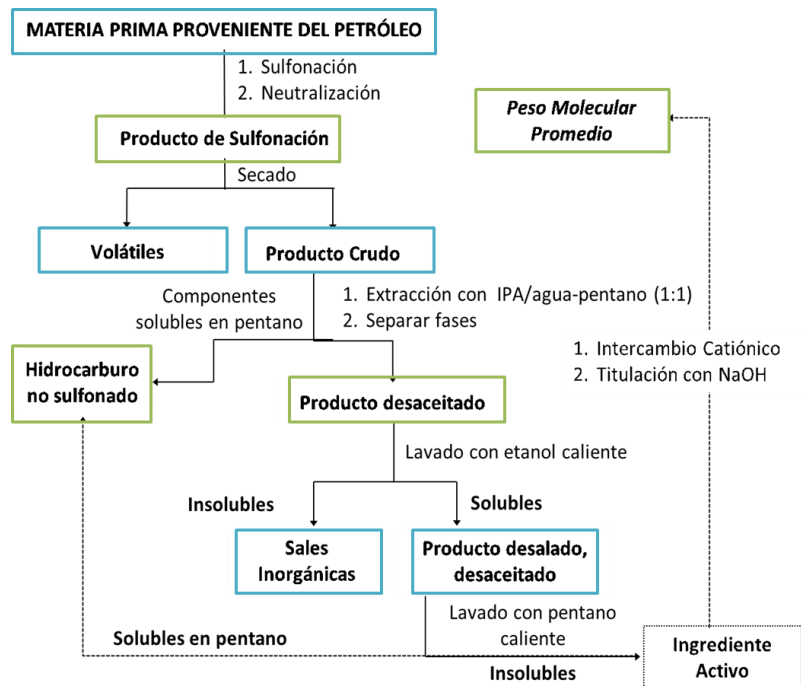 MATERIA PRIMA PROVENIENTE DEL PETRÓLEO
1. Sulfonación
2. Neutralización
Peso Molecular
Promedio
Producto de Sulfonación
Secado
Volátiles
Producto Crudo
Componentes
solubles en pentano
1. Extracción con IPA/agua-pentano (1:1)
2. Separar fases
1. Intercambio Catiónico
2. Titulación con NaOH
Hidrocarburo
no sulfonado
Producto desaceitado
Lavado con etanol caliente
Insolubles
Solubles
Sales
Inorgánicas
Producto desalado,
desaceitado
Lavado con pentano
caliente
Solubles en pentano
Insolubles
Ingrediente
Activo